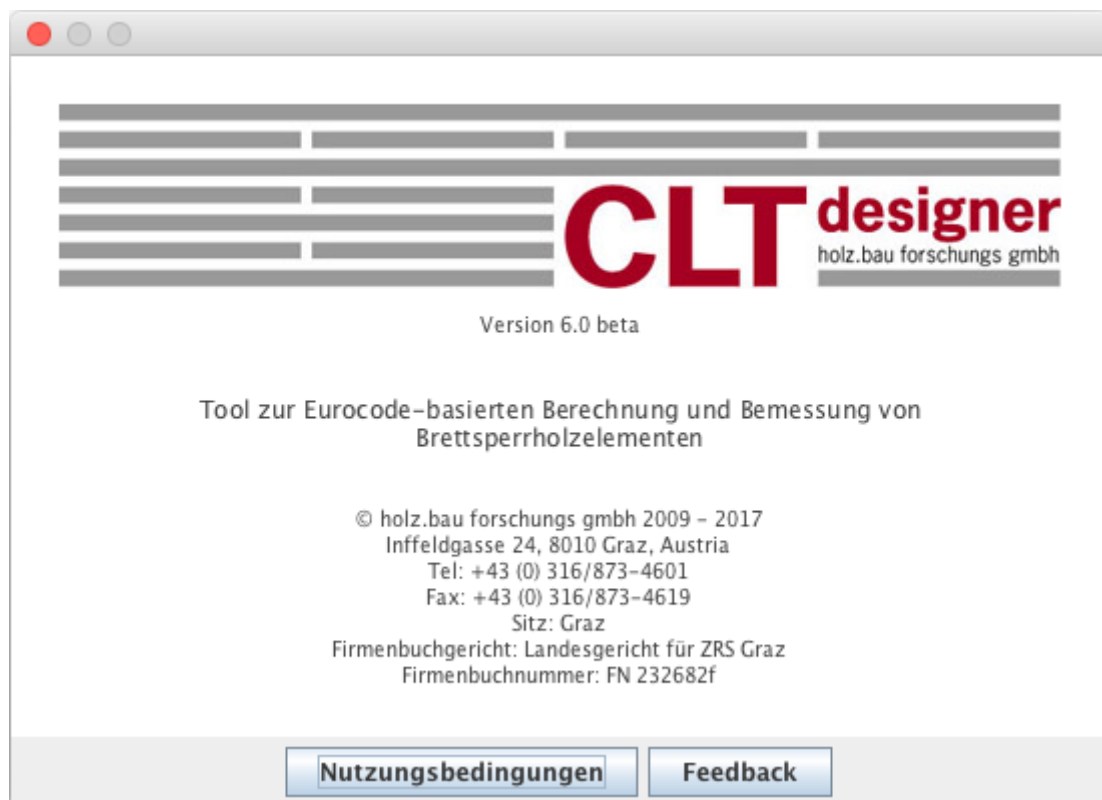 CLT designer
holz.bau forschungs gmbh
Version 6.0 beta
Tool zur Eurocode-basierten Berechnung und Bemessung von
Brettsperrholzelementen
© holz.bau forschungs gmbh 2009 - 2017
Inffeldgasse 24, 8010 Graz, Austria
Tel: +43 (0) 316/873-4601
Fax: +43 (0) 316/873-4619
Sitz: Graz
Firmenbuchgericht: Landesgericht für ZRS Graz
Firmenbuchnummer: FN 232682f
Nutzungsbedingungen Feedback